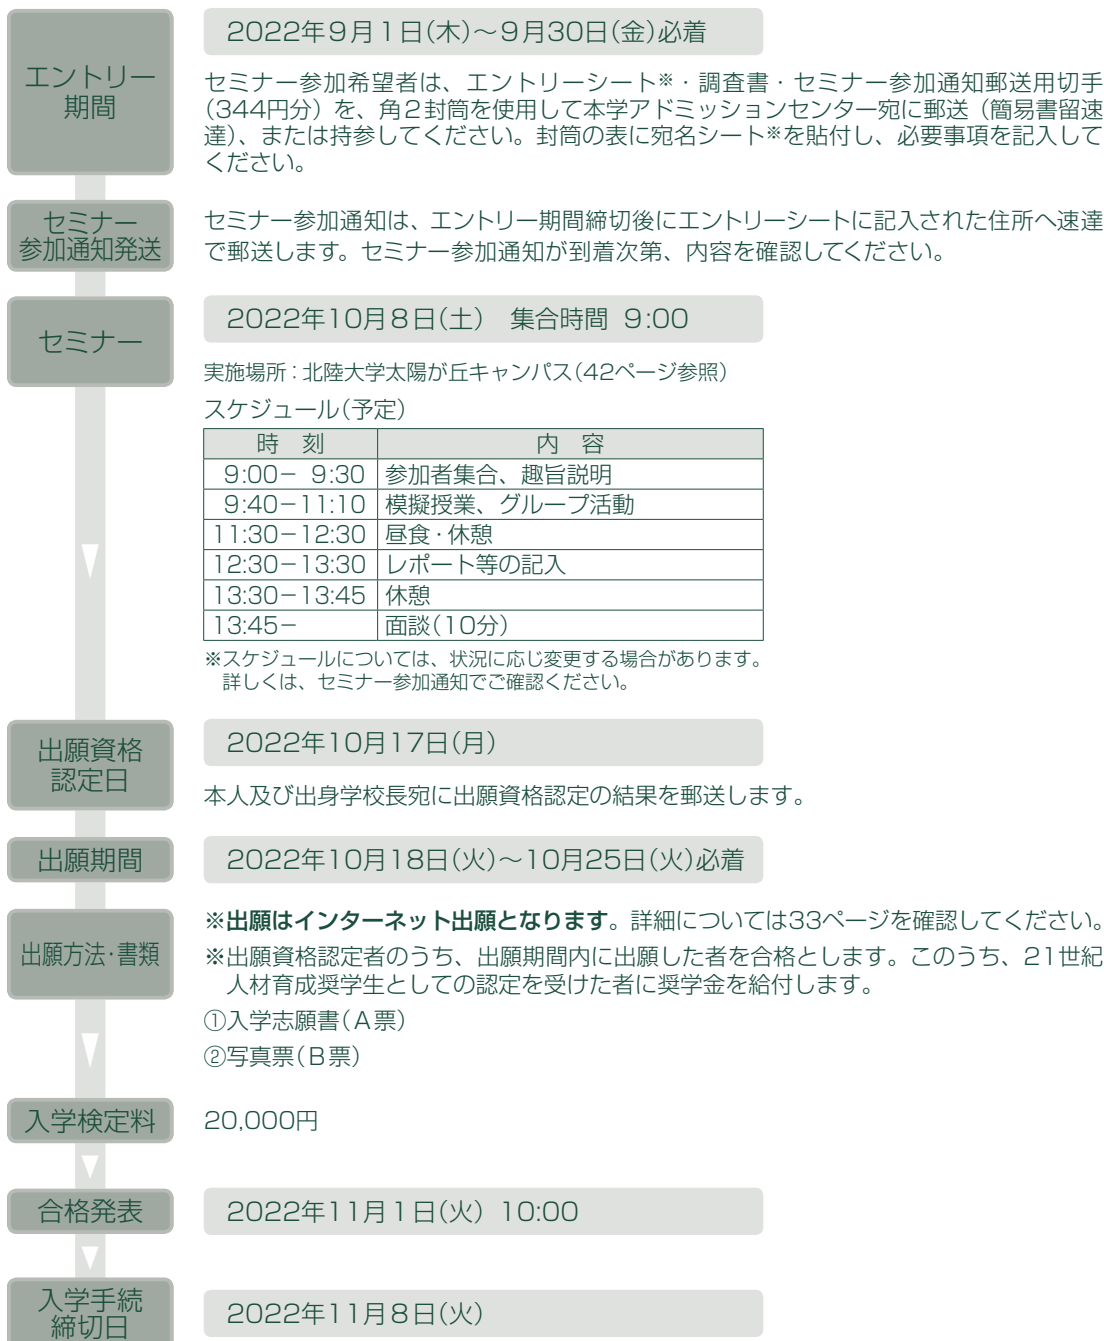 エントリー
期間
2022年9月1日(木)～9月30日(金)必着
セミナー参加希望者は、エントリーシート※・調査書・セミナー参加通知郵送用切手
(344円分)を、角2封筒を使用して本学アドミッションセンター宛に郵送(簡易書留速
達)、または持参してください。封筒の表に宛名シート※を貼付し、必要事項を記入して
ください。
セミナー
参加通知発送
セミナー参加通知は、エントリー期間締切後にエントリーシートに記入された住所へ速達
で郵送します。セミナー参加通知が到着次第、内容を確認してください。
セミナー
2022年10月8日(土)　集合時間 9:00
実施場所：北陸大学太陽が丘キャンパス(42ページ参照)
スケジュール(予定)
時　刻　内　容
9:00－ 9:30 参加者集合、趣旨説明
9:40－11:10 模擬授業、グループ活動
11:30－12:30 昼食・休憩
12:30－13:30 レポート等の記入
13:30－13:45 休憩
13:45－ 面談(10分)
※スケジュールについては、状況に応じ変更する場合があります。
詳しくは、セミナー参加通知でご確認ください。
出願資格
認定日
2022年10月17日(月)
本人及び出身学校長宛に出願資格認定の結果を郵送します。
出願期間
2022年10月18日(火)～10月25日(火)必着
出願方法・書類
※出願はインターネット出願となります。詳細については33ページを確認してください。
※出願資格認定者のうち、出願期間内に出願した者を合格とします。このうち、21世紀
人材育成奨学生としての認定を受けた者に奨学金を給付します。
①入学志願書(A票)
②写真票(B票)
入学検定料
20,000円
合格発表
2022年11月1日(火) 10:00
入学手続
締切日
2022年11月8日(火)